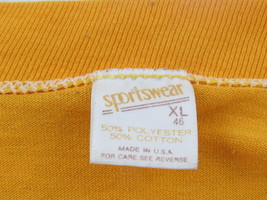 sportswear
XL
46
50% POLYESTER
50% COTTON
MADE IN U.S.A.
FOR CARE SEE REVERSE